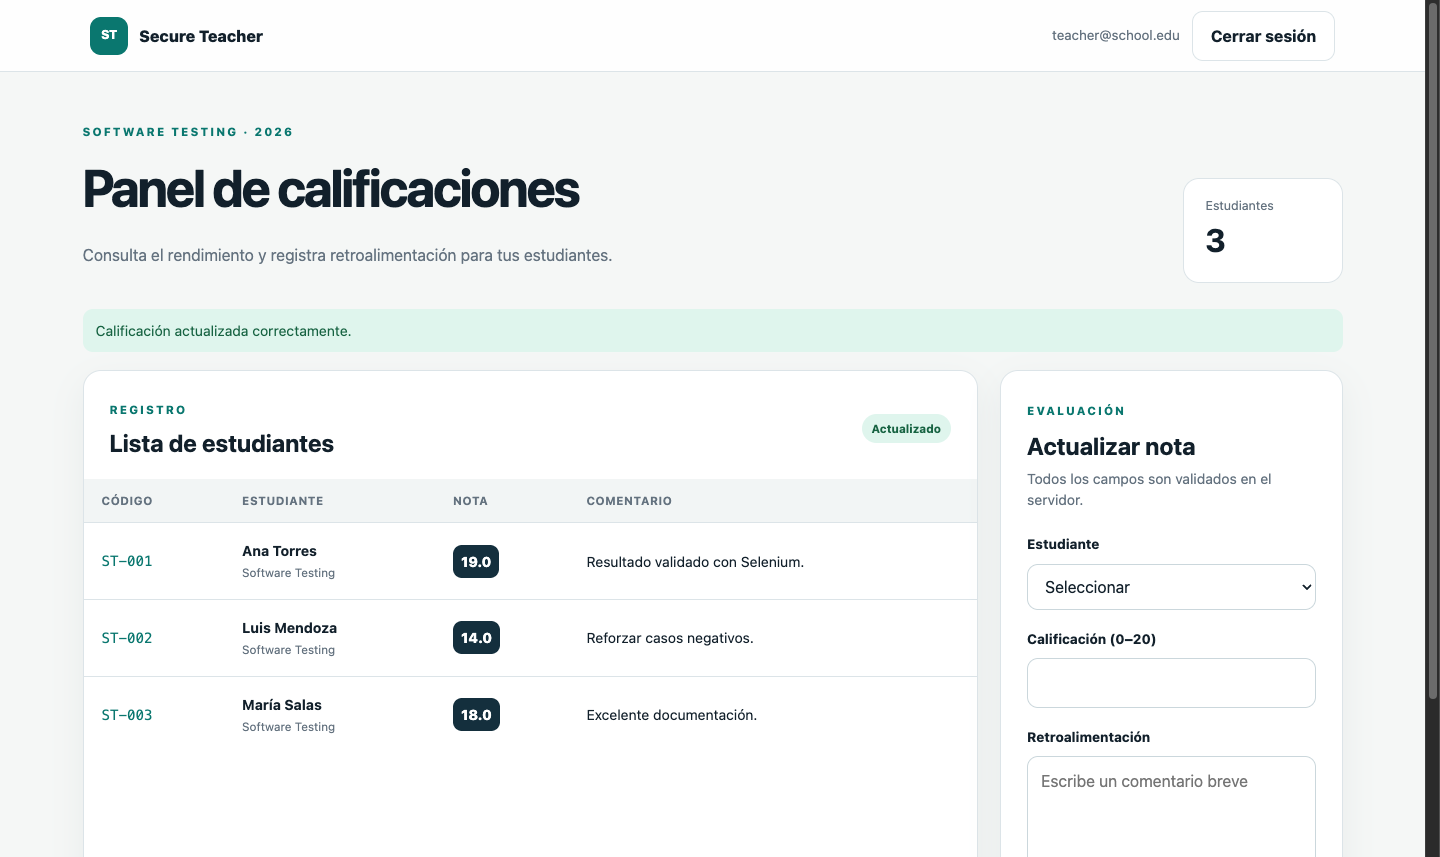 ST
Secure Teacher
teacher@school.edu
Cerrar sesión
SOFTWARE TESTING · 2026
Panel de calificaciones
Consulta el rendimiento y registra retroalimentación para tus estudiantes.
Estudiantes
3
Calificación actualizada correctamente.
REGISTRO
Lista de estudiantes
Actualizado
CÓDIGO ESTUDIANTE NOTA COMENTARIO
ST-001 Ana Torres 19.0 Resultado validado con Selenium.
Software Testing
ST-002 Luis Mendoza 14.0 Reforzar casos negativos.
Software Testing
ST-003 María Salas 18.0 Excelente documentación.
Software Testing
EVALUACIÓN
Actualizar nota
Todos los campos son validados en el
servidor.
Estudiante
Seleccionar
Calificación (0–20)
Retroalimentación
Escribe un comentario breve